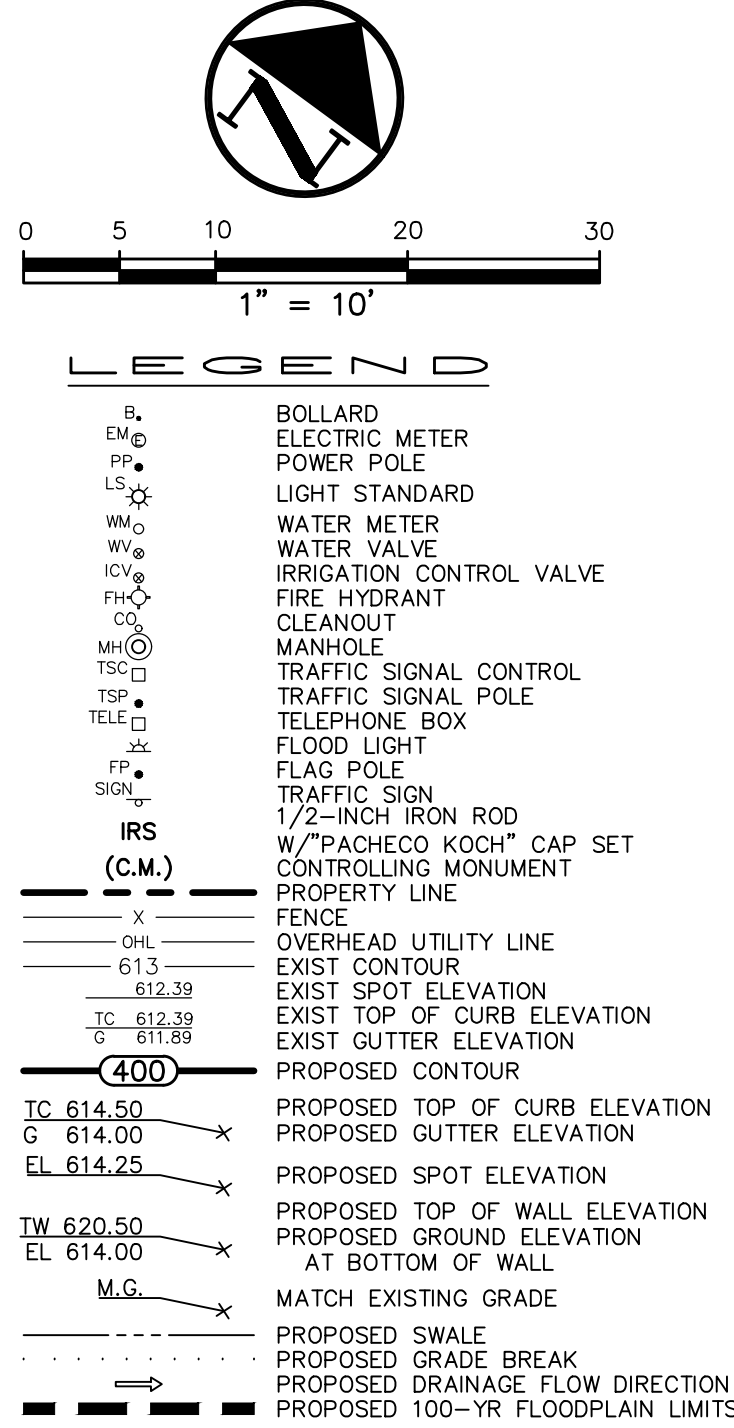 N
0 5 10 20 30
1" = 10'
LEGEND
B. BOLLARD
EM E ELECTRIC METER
PP POWER POLE
LS LIGHT STANDARD
WM WATER METER
WV WATER VALVE
ICV IRRIGATION CONTROL VALVE
FH FIRE HYDRANT
CO CLEANOUT
MH MANHOLE
TSC TRAFFIC SIGNAL CONTROL
TSP TRAFFIC SIGNAL POLE
TELE TELEPHONE BOX
FLOOD LIGHT
FP FLAG POLE
SIGN TRAFFIC SIGN
1/2-INCH IRON ROD
IRS W/"PACHECO KOCH" CAP SET
(C.M.) CONTROLLING MONUMENT
PROPERTY LINE
X FENCE
OHL OVERHEAD UTILITY LINE
613 EXIST CONTOUR
612.39 EXIST SPOT ELEVATION
TC 612.39 EXIST TOP OF CURB ELEVATION
G 611.89 EXIST GUTTER ELEVATION
400 PROPOSED CONTOUR
TC 614.50 PROPOSED TOP OF CURB ELEVATION
G 614.00 PROPOSED GUTTER ELEVATION
EL 614.25 PROPOSED SPOT ELEVATION
PROPOSED TOP OF WALL ELEVATION
TW 620.50 PROPOSED GROUND ELEVATION
EL 614.00 AT BOTTOM OF WALL
M.G. MATCH EXISTING GRADE
PROPOSED SWALE
PROPOSED GRADE BREAK
PROPOSED DRAINAGE FLOW DIRECTION
PROPOSED 100-YR FLOODPLAIN LIMITS